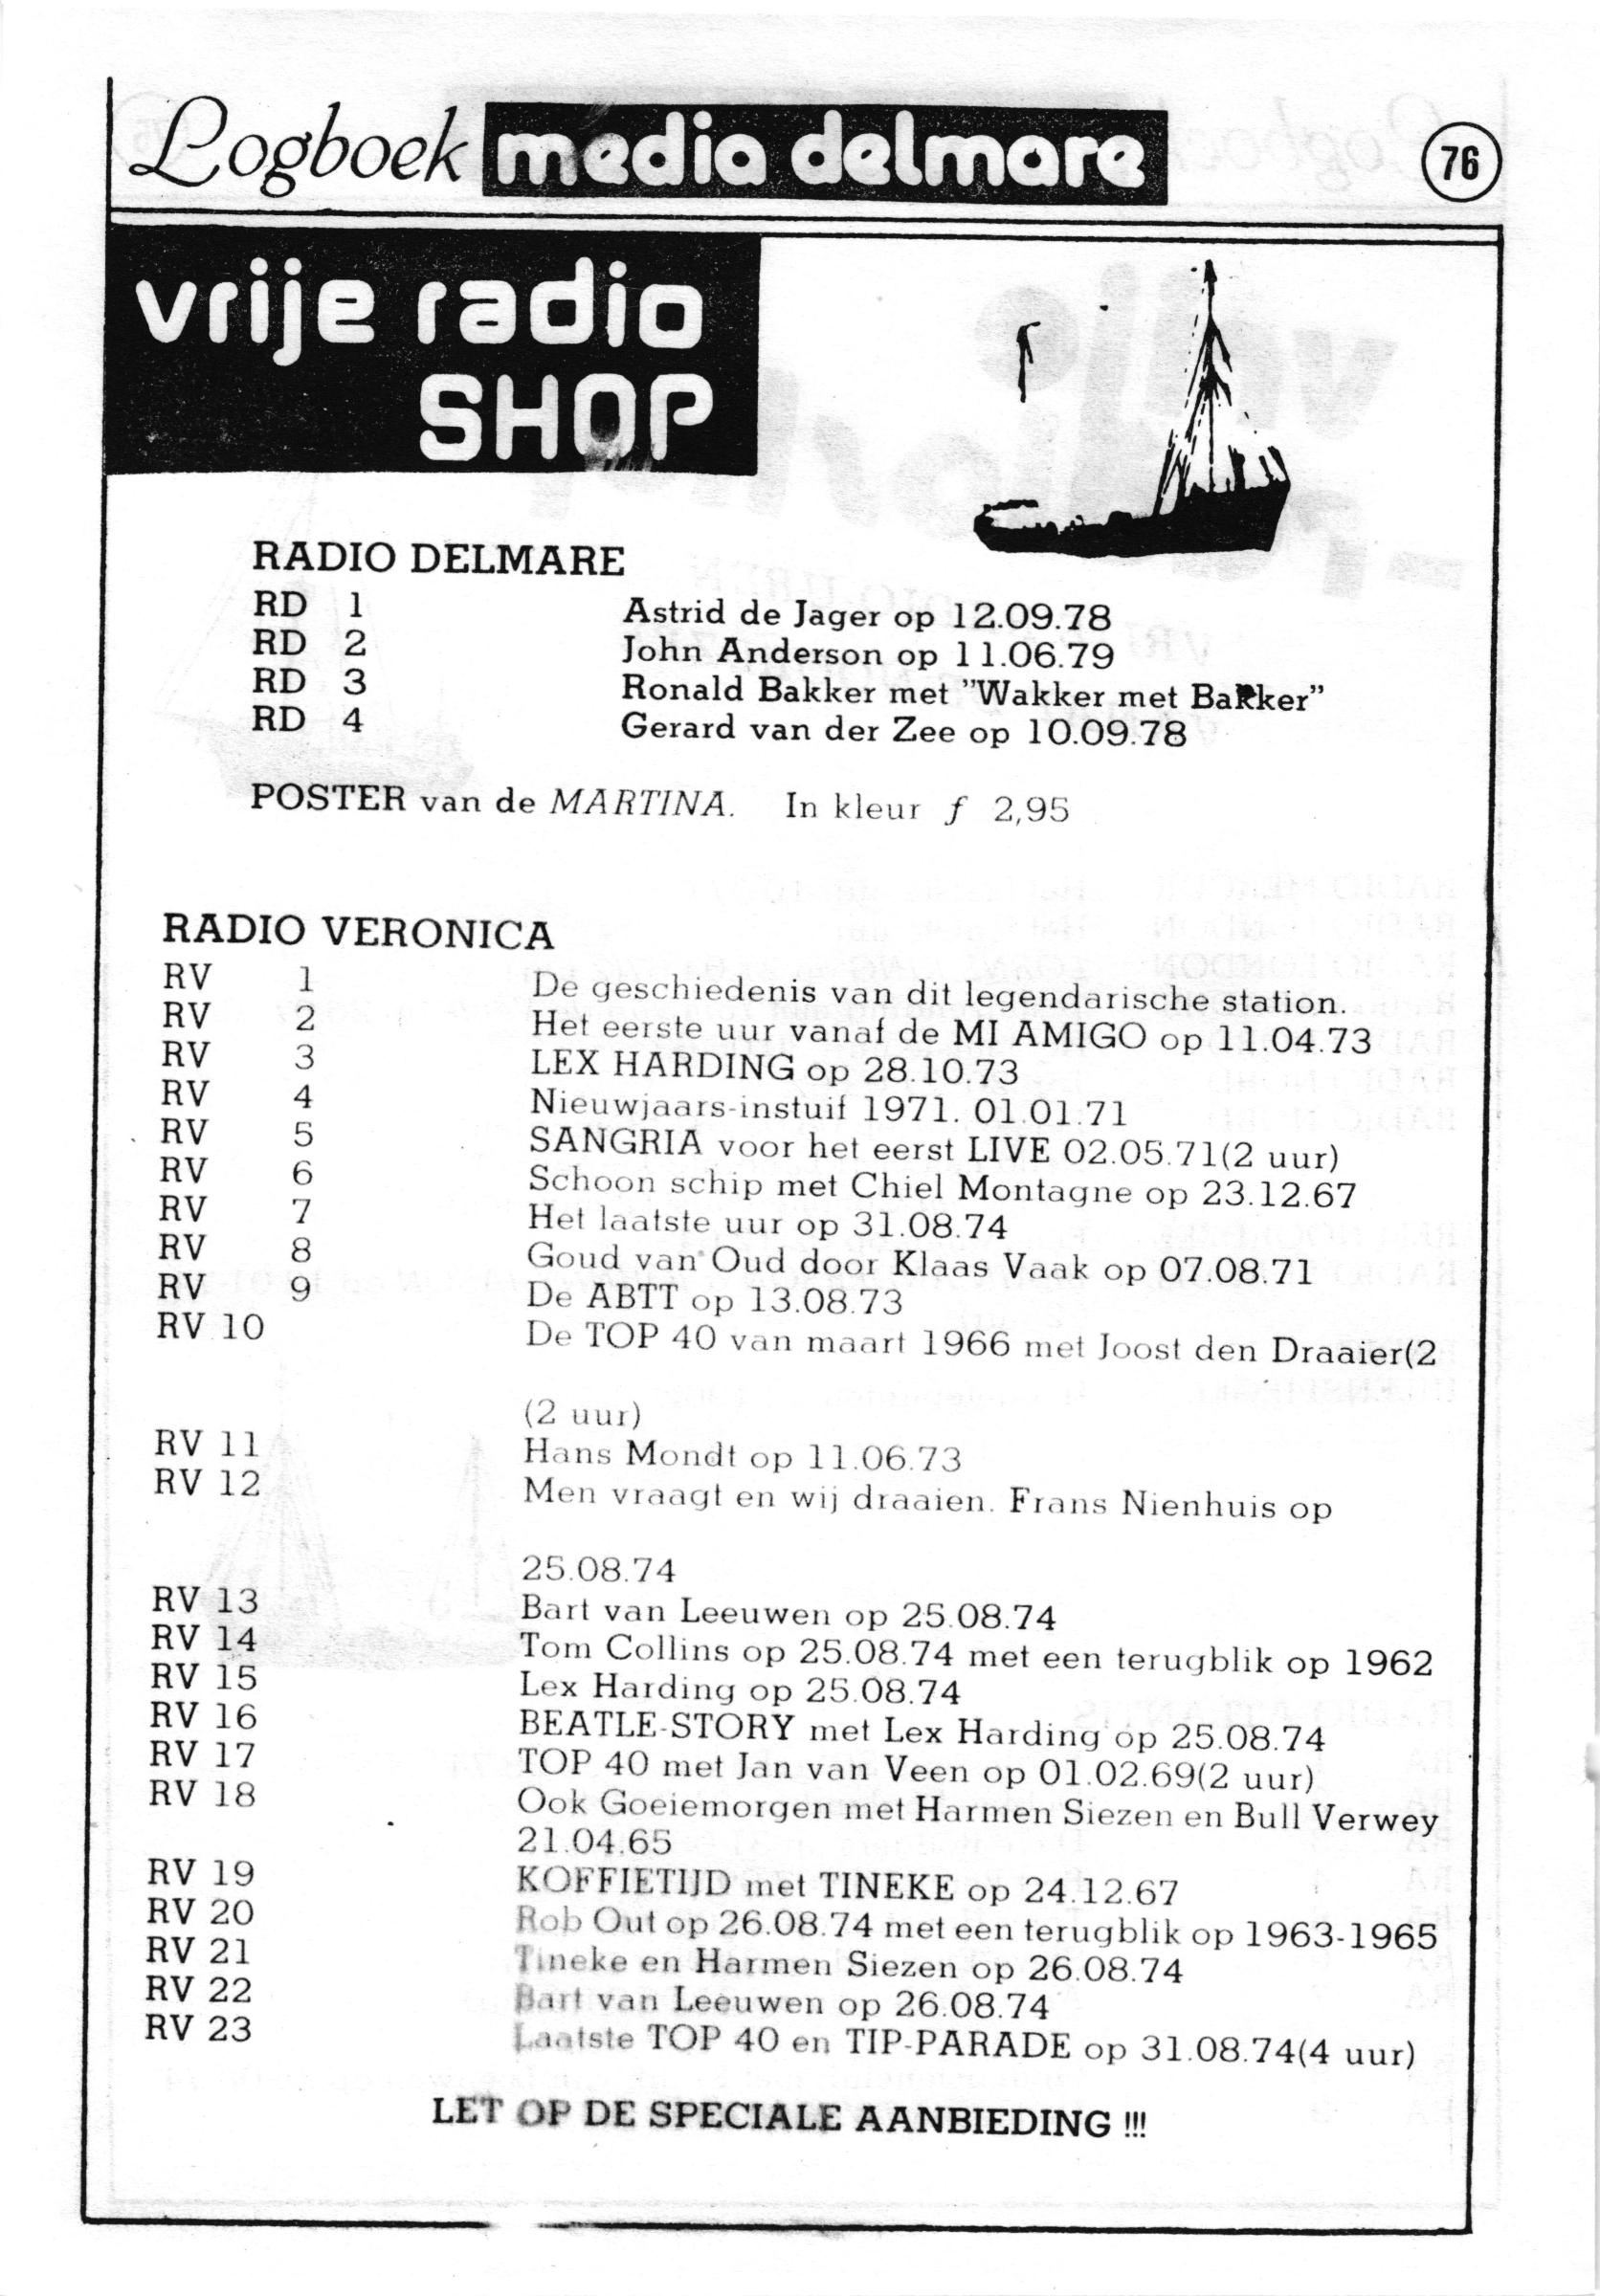 Logboek media delmare 76
vrije radio
SHOP
RADIO DELMARE
RD 1 Astrid de Jager op 12.09.78
RD 2 John Anderson op 11.06.79
RD 3 Ronald Bakker met "Wakker met Bakker"
RD 4 Gerard van der Zee op 10.09.78
POSTER van de MARTINA. In kleur ƒ 2,95
RADIO VERONICA
RV 1 De geschiedenis van dit legendarische station.
RV 2 Het eerste uur vanaf de MI AMIGO op 11.04.73
RV 3 LEX HARDING op 28.10.73
RV 4 Nieuwjaars-instuif 1971. 01.01.71
RV 5 SANGRIA voor het eerst LIVE 02.05.71(2 uur)
RV 6 Schoon schip met Chiel Montagne op 23.12.67
RV 7 Het laatste uur op 31.08.74
RV 8 Goud van Oud door Klaas Vaak op 07.08.71
RV 9 De ABTT op 13.08.73
RV 10 De TOP 40 van maart 1966 met Joost den Draaier(2
(2 uur)
RV 11 Hans Mondt op 11.06.73
RV 12 Men vraagt en wij draaien. Frans Nienhuis op
25.08.74
RV 13 Bart van Leeuwen op 25.08.74
RV 14 Tom Collins op 25.08.74 met een terugblik op 1962
RV 15 Lex Harding op 25.08.74
RV 16 BEATLE-STORY met Lex Harding op 25.08.74
RV 17 TOP 40 met Jan van Veen op 01.02.69(2 uur)
RV 18 Ook Goeiemorgen met Harmen Siezen en Bull Verwey
21.04.65
RV 19 KOFFIETIJD met TINEKE op 24.12.67
RV 20 Rob Out op 26.08.74 met een terugblik op 1963-1965
RV 21 Tineke en Harmen Siezen op 26.08.74
RV 22 Bart van Leeuwen op 26.08.74
RV 23 Laatste TOP 40 en TIP-PARADE op 31.08.74(4 uur)
LET OP DE SPECIALE AANBIEDING !!!